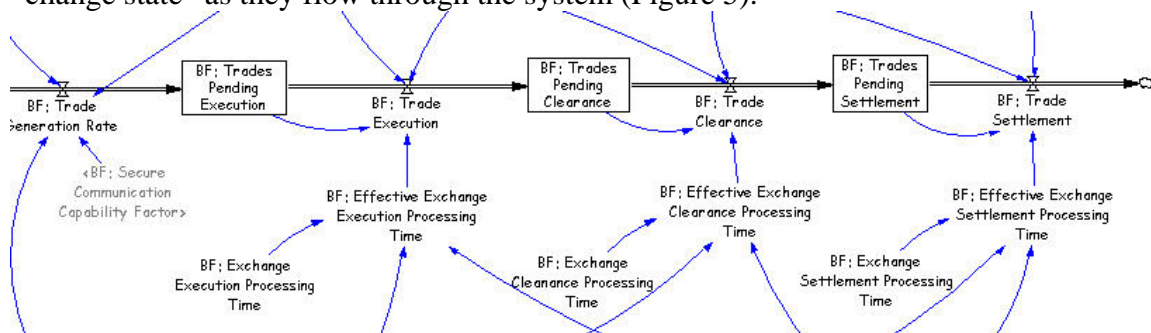 change state" as they flow through the system (Figure 3).
BF: Trades
Pending
Execution
BF: Trades
Pending
Clearance
BF: Trades
Pending
Settlement
BF: Trade
Generation Rate
BF: Trade
Execution
BF: Trade
Clearance
BF: Trade
Settlement
<BF: Secure
Communication
Capability Factor>
BF: Effective Exchange
Execution Processing
Time
BF: Effective Exchange
Clearance Processing
Time
BF: Effective Exchange
Settlement Processing
Time
BF: Exchange
Execution Processing
Time
BF: Exchange
Cleanance Processing
Time
BF: Exchange
Settlement Processing
Time